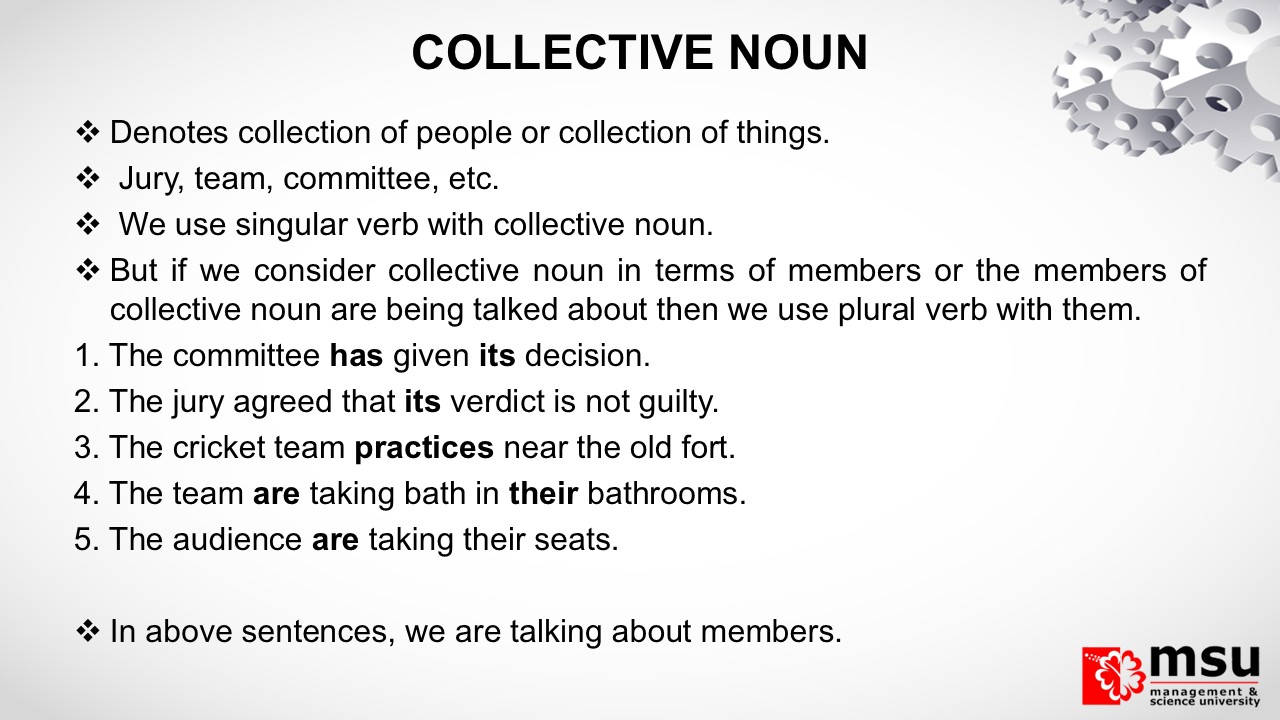 COLLECTIVE NOUN
❖ Denotes collection of people or collection of things.
❖ Jury, team, committee, etc.
❖ We use singular verb with collective noun.
❖ But if we consider collective noun in terms of members or the members of
collective noun are being talked about then we use plural verb with them.
1. The committee has given its decision.
2. The jury agreed that its verdict is not guilty.
3. The cricket team practices near the old fort.
4. The team are taking bath in their bathrooms.
5. The audience are taking their seats.
❖ In above sentences, we are talking about members.
msu
management &
science university